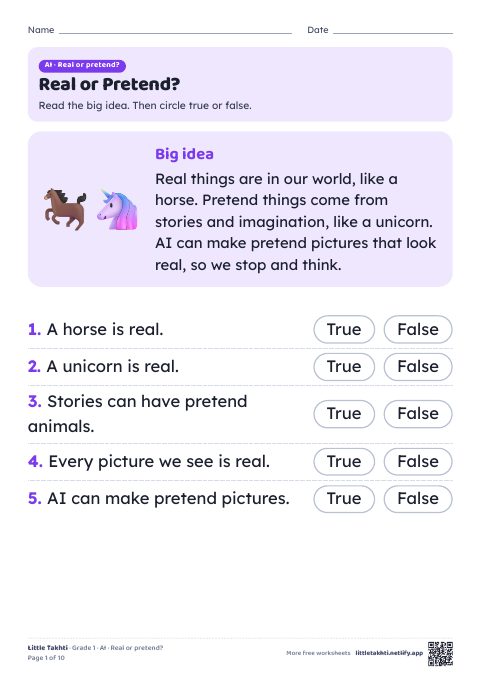 Name Date
AI · Real or pretend?
Real or Pretend?
Read the big idea. Then circle true or false.
Big idea
Real things are in our world, like a
horse. Pretend things come from
stories and imagination, like a unicorn.
AI can make pretend pictures that look
real, so we stop and think.
1. A horse is real. True False
2. A unicorn is real. True False
3. Stories can have pretend
animals. True False
4. Every picture we see is real. True False
5. AI can make pretend pictures. True False
Little Takhti · Grade 1 · AI · Real or pretend?
Page 1 of 10
More free worksheets · littletakhti.netlify.app